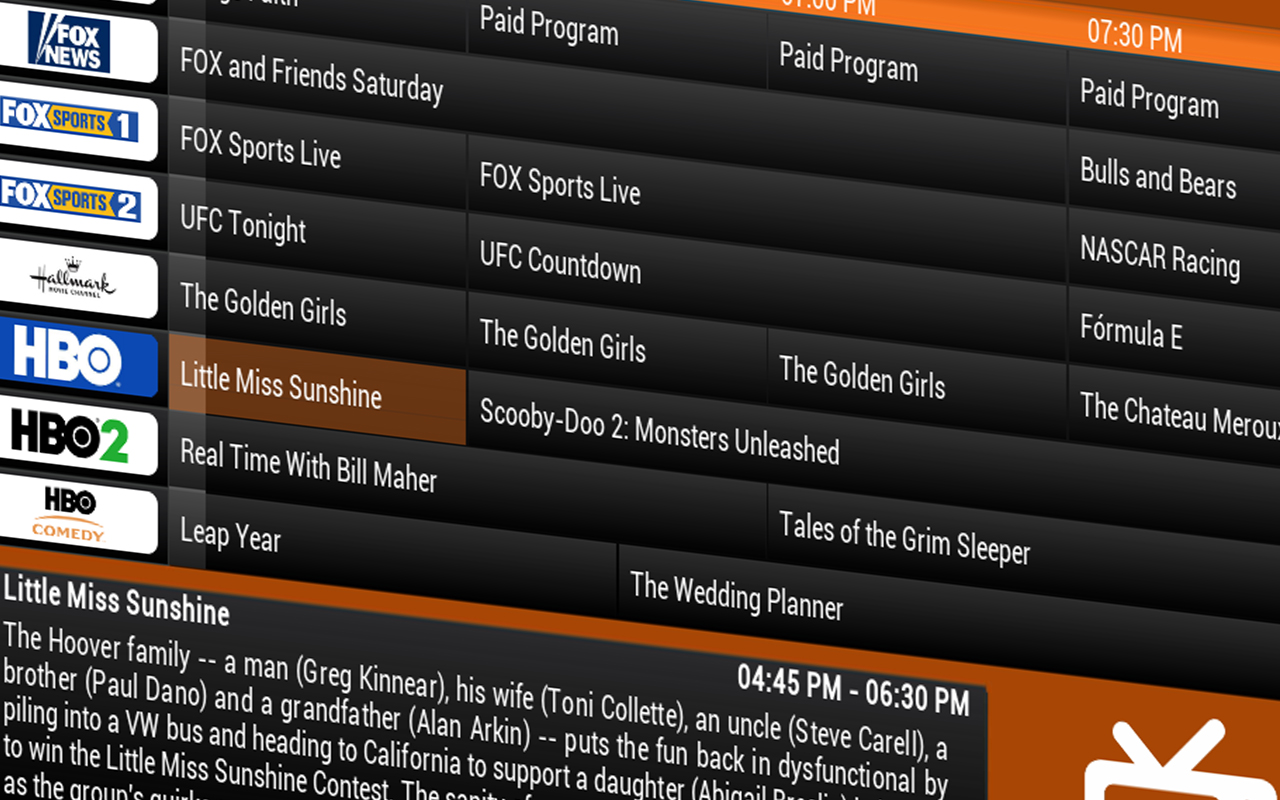 07:00 PM
07:30 PM
Paid Program
Paid Program
Paid Program
FOX NEWS
FOX and Friends Saturday
Bulls and Bears
FOX SPORTS 1
FOX Sports Live
FOX Sports Live
NASCAR Racing
FOX SPORTS 2
UFC Tonight
UFC Countdown
Fórmula E
Hallmark
MOVIE CHANNEL
The Golden Girls
The Golden Girls
The Golden Girls
The Chateau
HBO
Little Miss Sunshine
Scooby-Doo 2: Monsters Unleashed
HBO2
Real Time With Bill Maher
Tales of the Grim Sleeper
HBO
COMEDY
Leap Year
The Wedding Planner
Little Miss Sunshine
04:45 PM - 06:30 PM
The Hoover family -- a man (Greg Kinnear), his wife (Toni Collette), an uncle (Steve Carell), a
brother (Paul Dano) and a grandfather (Alan Arkin) -- puts the fun back in dysfunctional by
piling into a VW bus and heading to California to support a daughter (Abigail
to win the Little Miss Sunshine Contest. The sanity
as the group's